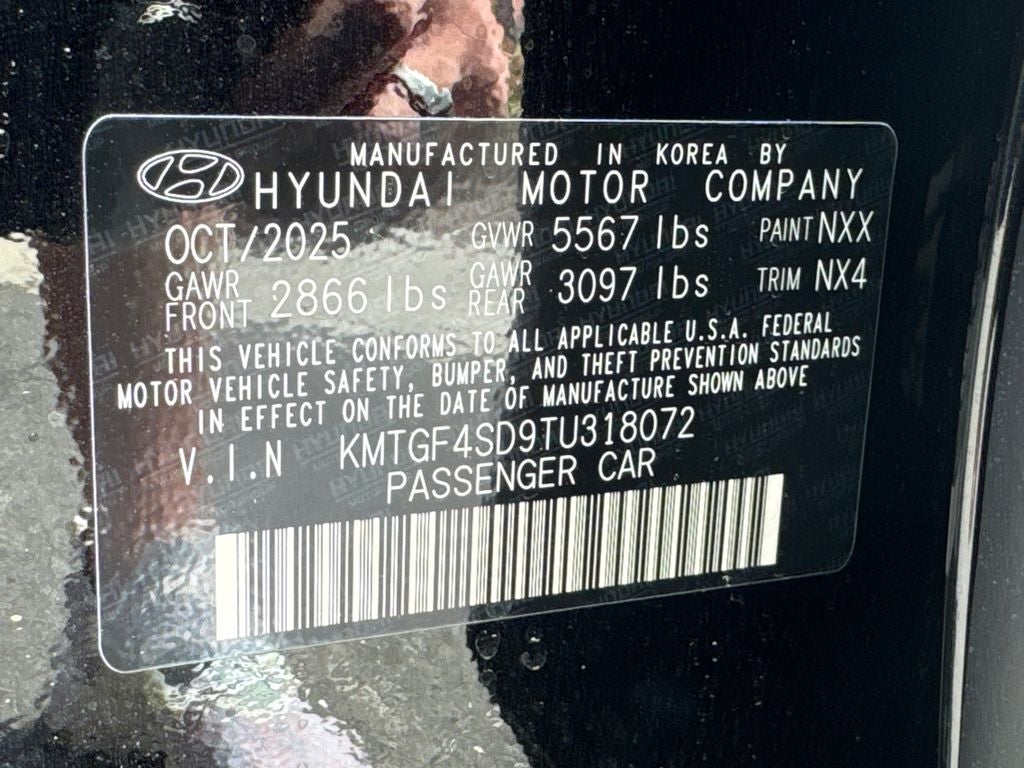 MANUFACTURED IN KOREA BY
HYUNDAI MOTOR COMPANY
OCT/2025 GVWR 5567 lbs PAINT NXX
GAWR FRONT 2866 lbs GAWR REAR 3097 lbs TRIM NX4
THIS VEHICLE CONFORMS TO ALL APPLICABLE U.S.A. FEDERAL
MOTOR VEHICLE SAFETY, BUMPER, AND THEFT PREVENTION STANDARDS
IN EFFECT ON THE DATE OF MANUFACTURE SHOWN ABOVE
V.I.N KMTGF4SD9TU318072
PASSENGER CAR